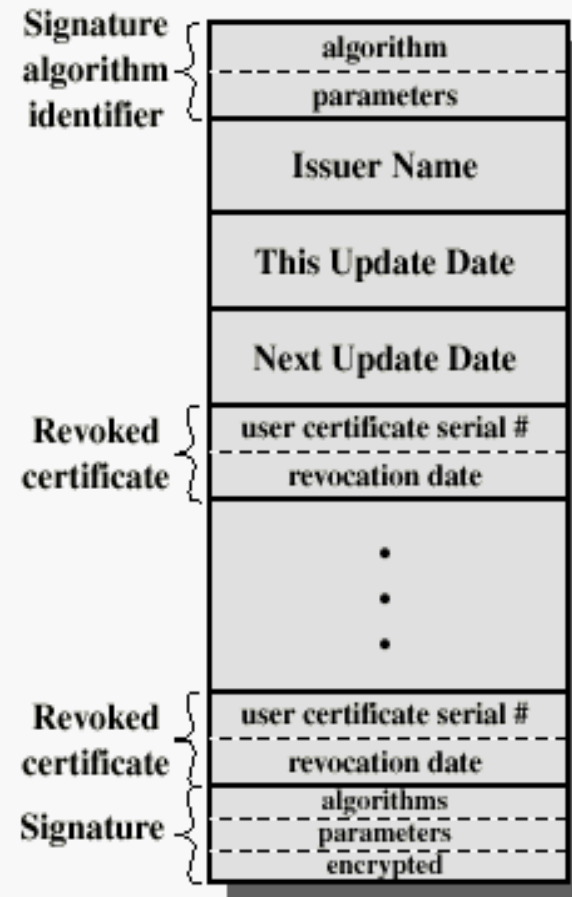 Signature
algorithm
identifier
algorithm
parameters
Issuer Name
This Update Date
Next Update Date
Revoked
certificate
user certificate serial #
revocation date
Revoked
certificate
user certificate serial #
revocation date
Signature
algorithms
parameters
encrypted